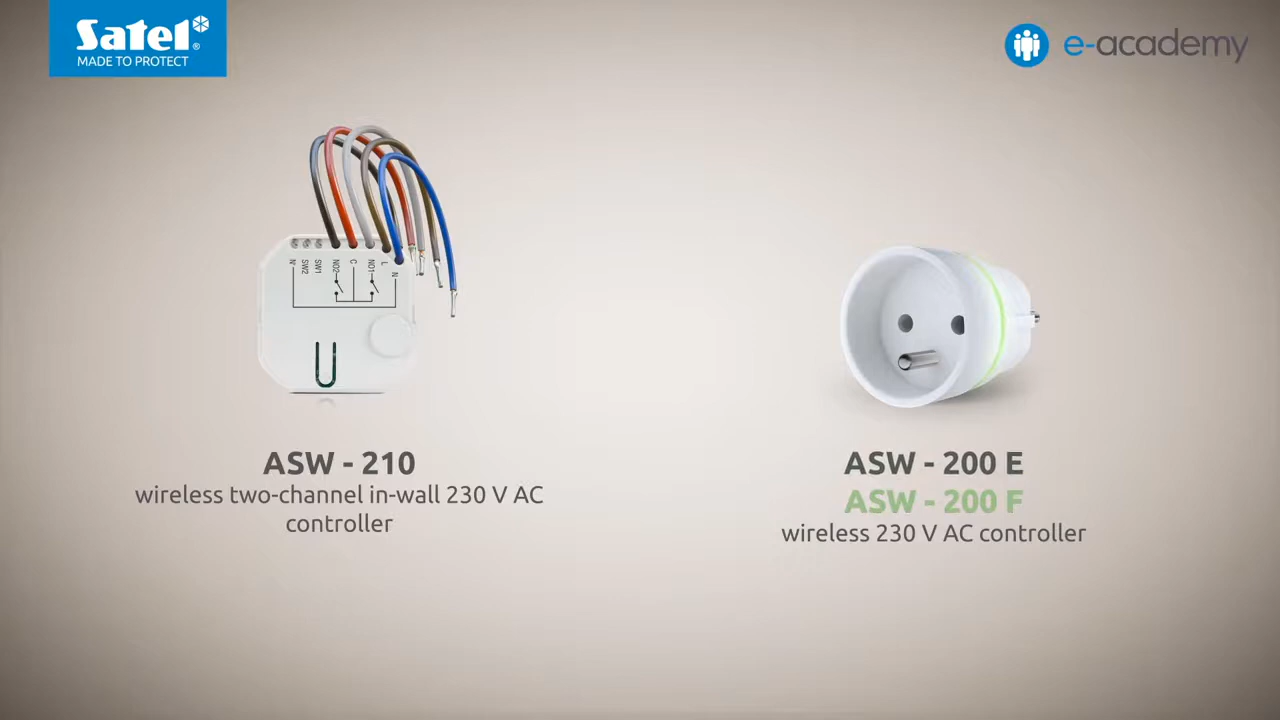 Satel®
MADE TO PROTECT
e-academy
N'
SW2
SW1
NO2
C
NO1
L
N
ASW - 210
wireless two-channel in-wall 230 V AC
controller
ASW - 200 E
ASW - 200 F
wireless 230 V AC controller